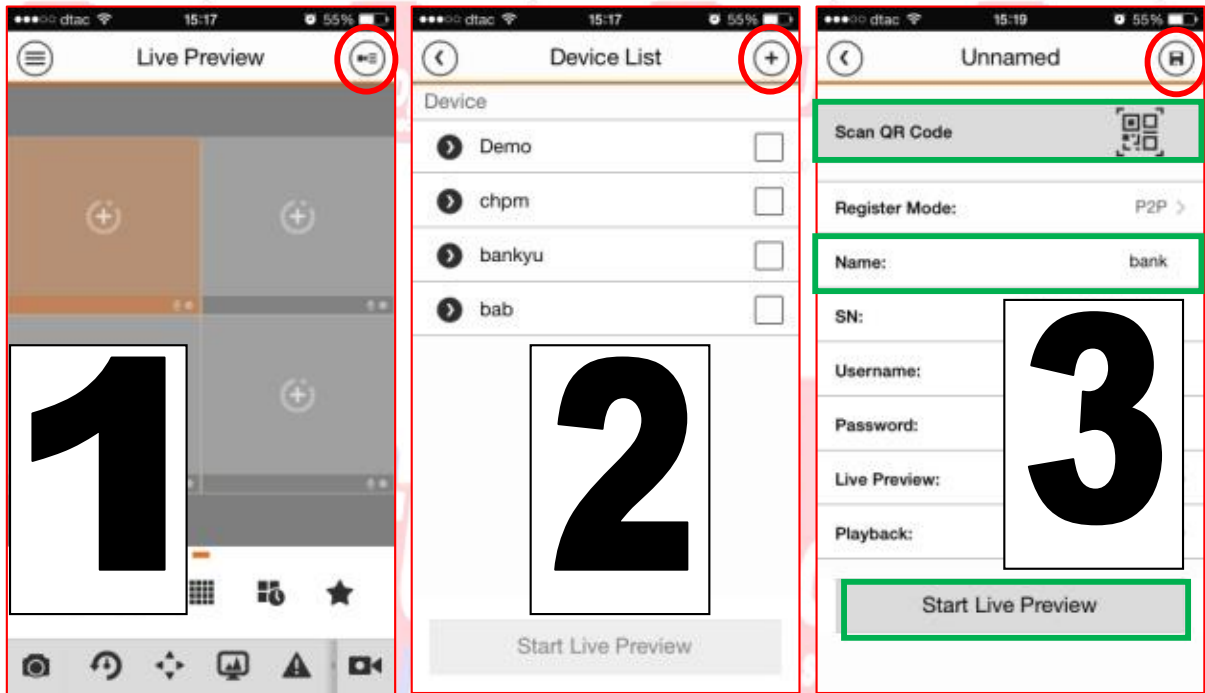 dtac 15:17 55%
Live Preview
1
dtac 15:17 55%
Device List
Device
Demo
chpm
bankyu
bab
2
Start Live Preview
dtac 15:19 55%
Unnamed
Scan QR Code
Register Mode: P2P >
Name: bank
SN:
Username:
Password:
Live Preview:
Playback:
3
Start Live Preview